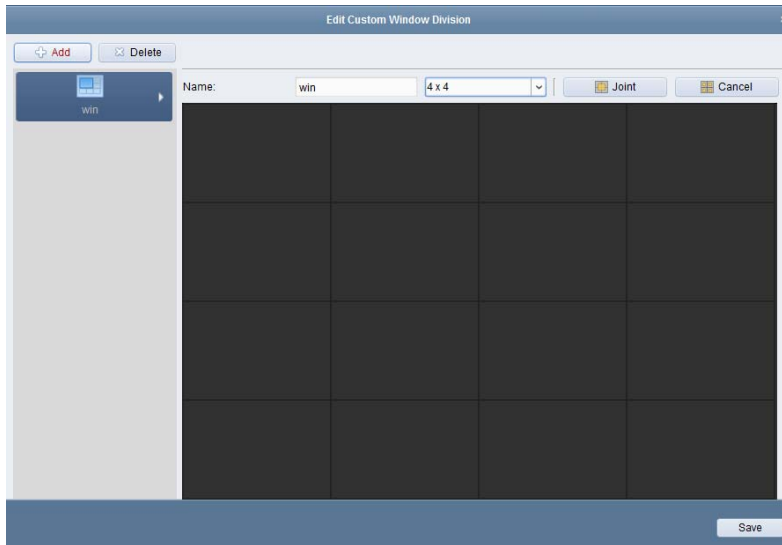 Edit Custom Window Division
Add Delete
Name: win 4 x 4 Joint Cancel
win
Save